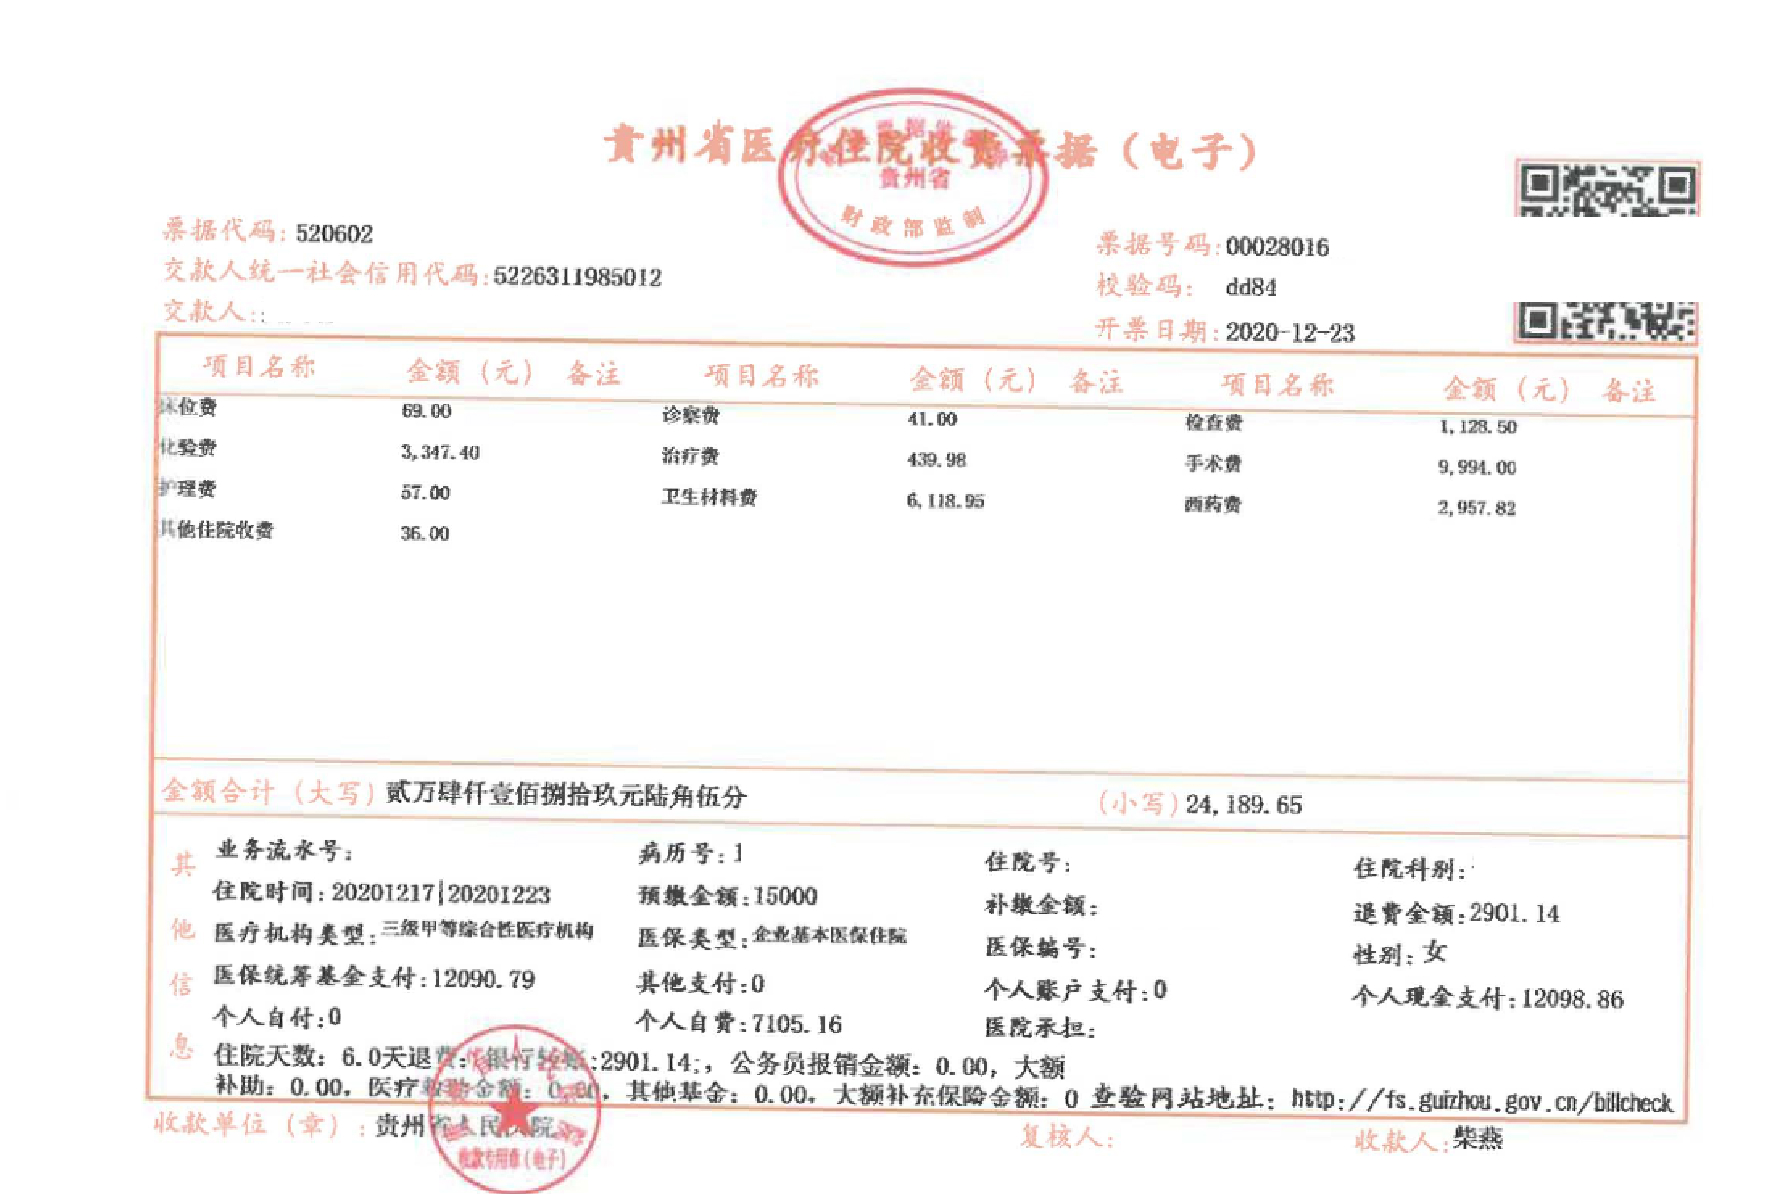 贵州省医疗住院收费票据（电子）
贵州省
财政部监制
票据代码：520602
票据号码：00028016
交款人统一社会信用代码：5226311985012
校验码：dd84
交款人：
开票日期：2020-12-23
项目名称 金额（元） 备注 项目名称 金额（元） 备注 项目名称 金额（元） 备注
床位费 69.00 诊察费 41.00 检查费 1,128.50
化验费 3,347.40 治疗费 439.98 手术费 9,994.00
护理费 57.00 卫生材料费 6,118.95 西药费 2,957.82
其他住院收费 36.00
金额合计（大写）贰万肆仟壹佰捌拾玖元陆角伍分 （小写）24,189.65
其他信息
业务流水号： 病历号：1 住院号： 住院科别：
住院时间：20201217|20201223 预缴金额：15000 补缴金额： 退费金额：2901.14
医疗机构类型：三级甲等综合性医疗机构 医保类型：企业基本医保住院 医保编号： 性别：女
医保统筹基金支付：12090.79 其他支付：0 个人账户支付：0 个人现金支付：12098.86
个人自付：0 个人自费：7105.16 医院承担：
住院天数：6.0天退费：银行转账:2901.14;，公务员报销金额：0.00，大额
补助：0.00，医疗救助金额：0.00，其他基金：0.00，大额补充保险金额：0 查验网站地址：http://fs.guizhou.gov.cn/billcheck
收款单位（章）：贵州省人民医院 复核人： 收款人：柴燕
收款专用章（电子）